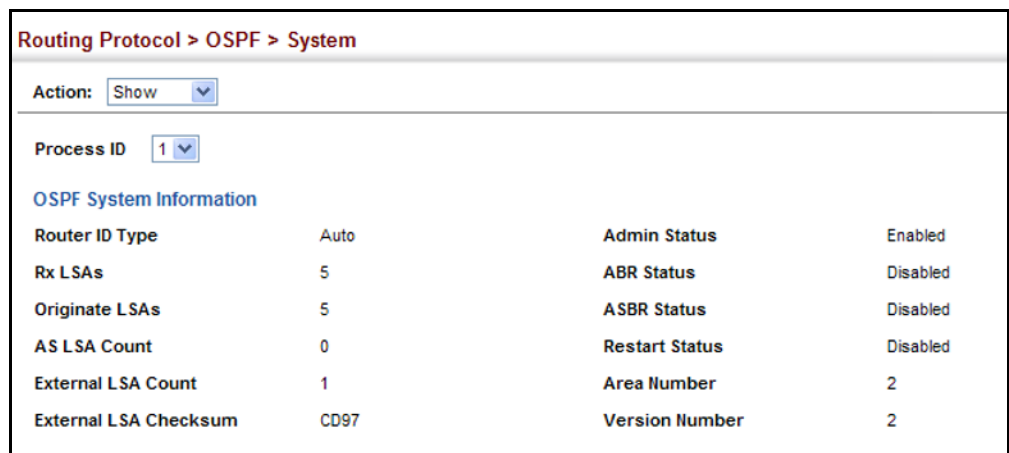 Routing Protocol > OSPF > System
Action: Show
Process ID 1
OSPF System Information
Router ID Type Auto Admin Status Enabled
Rx LSAs 5 ABR Status Disabled
Originate LSAs 5 ASBR Status Disabled
AS LSA Count 0 Restart Status Disabled
External LSA Count 1 Area Number 2
External LSA Checksum CD97 Version Number 2